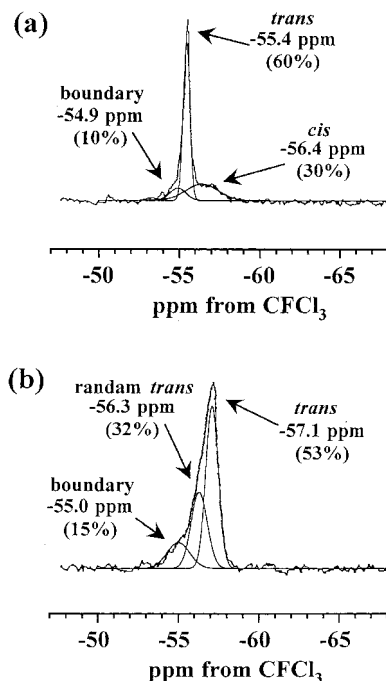 (a)
trans
-55.4 ppm
(60%)
boundary
-54.9 ppm
(10%)
cis
-56.4 ppm
(30%)
-50 -55 -60 -65
ppm from CFCl3
(b)
randam trans
-56.3 ppm
(32%)
trans
-57.1 ppm
(53%)
boundary
-55.0 ppm
(15%)
-50 -55 -60 -65
ppm from CFCl3